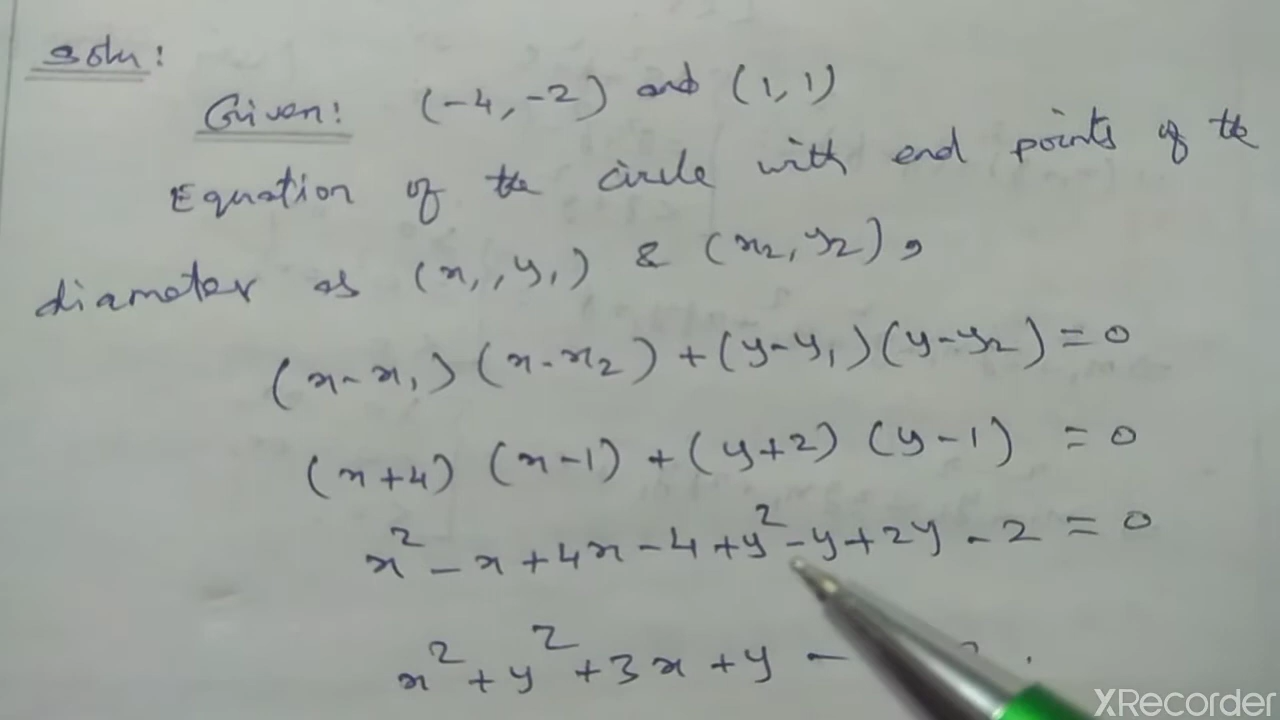 Soln:
Given: (-4, -2) and (1, 1)
Equation of the circle with end points of the
diameter as (x₁, y₁) & (x₂, y₂),
(x - x₁) (x - x₂) + (y - y₁) (y - y₂) = 0
(x + 4) (x - 1) + (y + 2) (y - 1) = 0
x² - x + 4x - 4 + y² - y + 2y - 2 = 0
x² + y² + 3x + y -
XRecorder